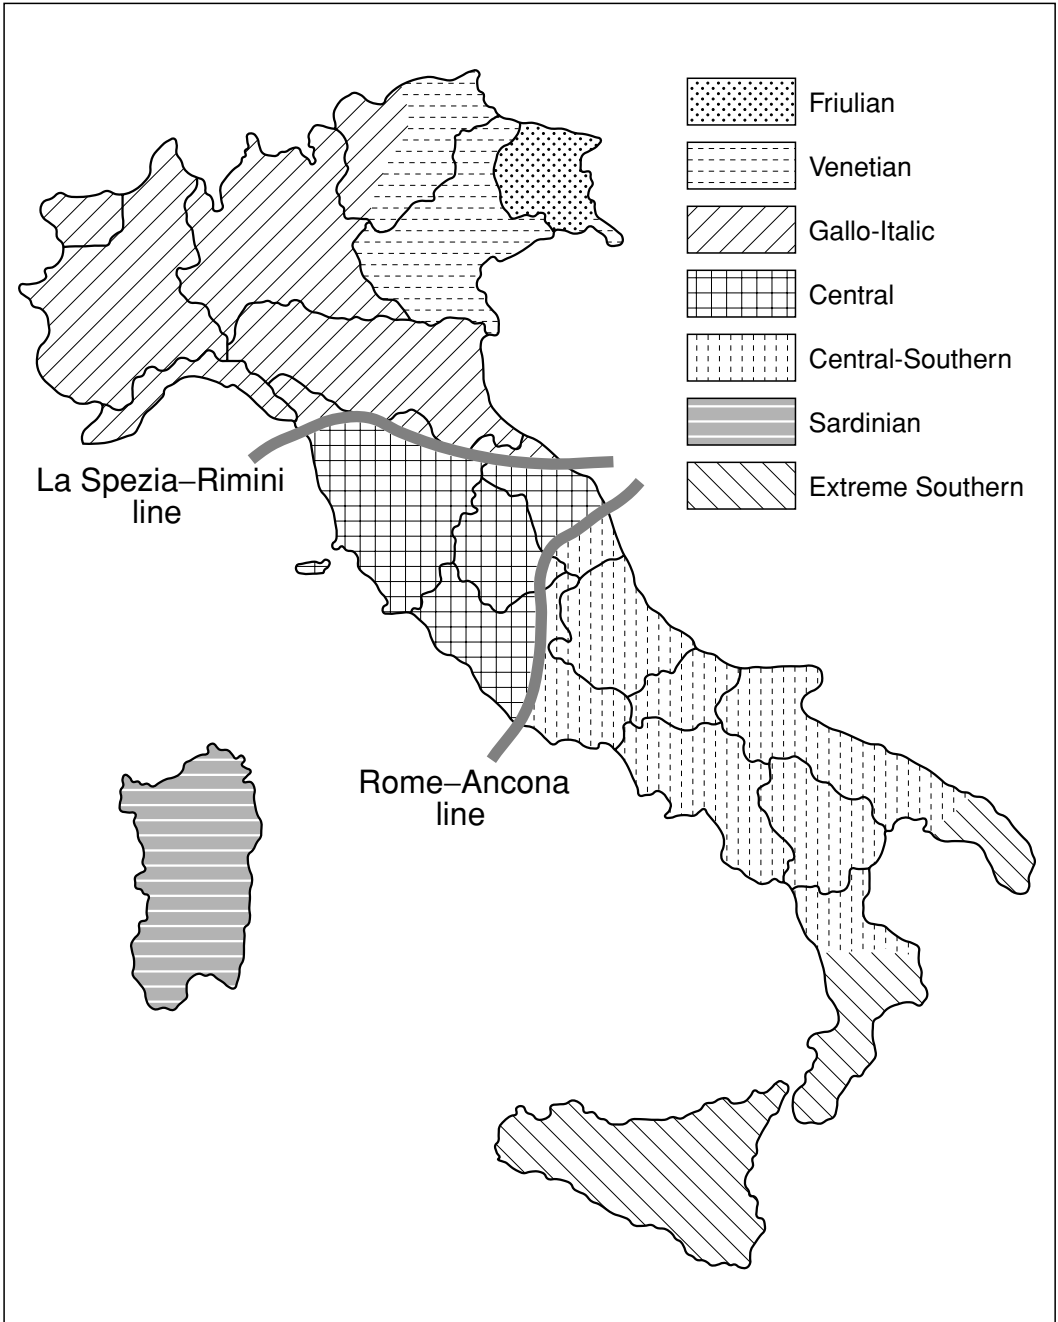 Friulian
Venetian
Gallo-Italic
Central
Central-Southern
Sardinian
Extreme Southern
La Spezia–Rimini
line
Rome–Ancona
line